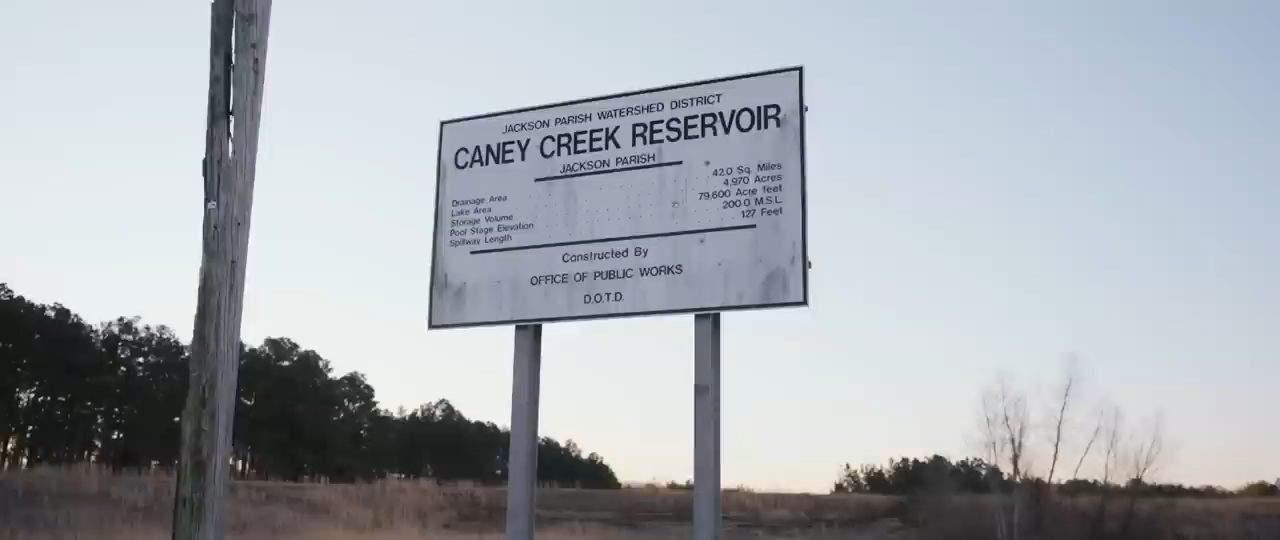 JACKSON PARISH WATERSHED DISTRICT
CANEY CREEK RESERVOIR
JACKSON PARISH
Drainage Area 42.0 Sq. Miles
Lake Area 4,970 Acres
Storage Volume 79,600 Acre feet
Pool Stage Elevation 200.0 M.S.L.
Spillway Length 127 Feet
Constructed By
OFFICE OF PUBLIC WORKS
D.O.T.D.